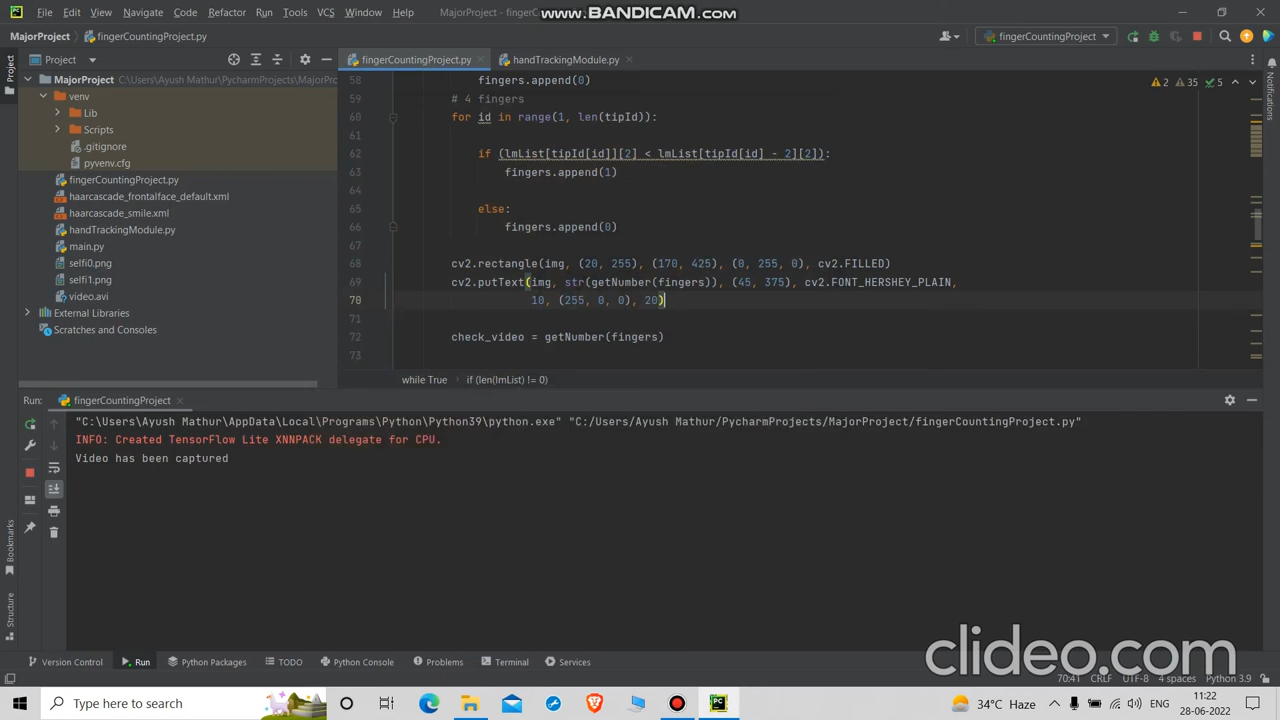 File Edit View Navigate Code Refactor Run Tools VCS Window Help
MajorProject - fingerC
www.BANDICAM.com
MajorProject fingerCountingProject.py
fingerCountingProject
Project
fingerCountingProject.py
handTrackingModule.py
MajorProject C:\Users\Ayush Mathur\PycharmProjects\MajorPro
venv
Lib
Scripts
.gitignore
pyvenv.cfg
fingerCountingProject.py
haarcascade_frontalface_default.xml
haarcascade_smile.xml
handTrackingModule.py
main.py
selfi0.png
selfi1.png
video.avi
External Libraries
Scratches and Consoles
Project
Bookmarks
Structure
Notifications
2 35 5
58 fingers.append(0)
59 # 4 fingers
60 for id in range(1, len(tipId)):
61
62 if (lmList[tipId[id]][2] < lmList[tipId[id] - 2][2]):
63 fingers.append(1)
64
65 else:
66 fingers.append(0)
67
68 cv2.rectangle(img, (20, 255), (170, 425), (0, 255, 0), cv2.FILLED)
69 cv2.putText(img, str(getNumber(fingers)), (45, 375), cv2.FONT_HERSHEY_PLAIN,
70 10, (255, 0, 0), 20)
71
72 check_video = getNumber(fingers)
73
while True if (len(lmList) != 0)
Run: fingerCountingProject
"C:\Users\Ayush Mathur\AppData\Local\Programs\Python\Python39\python.exe" "C:/Users/Ayush Mathur/PycharmProjects/MajorProject/fingerCountingProject.py"
INFO: Created TensorFlow Lite XNNPACK delegate for CPU.
Video has been captured
clideo.com
Version Control Run Python Packages TODO Python Console Problems Terminal Services
70:41 CRLF UTF-8 4 spaces Python 3.9
Type here to search
PC
34°C Haze
ENG
11:22
28-06-2022